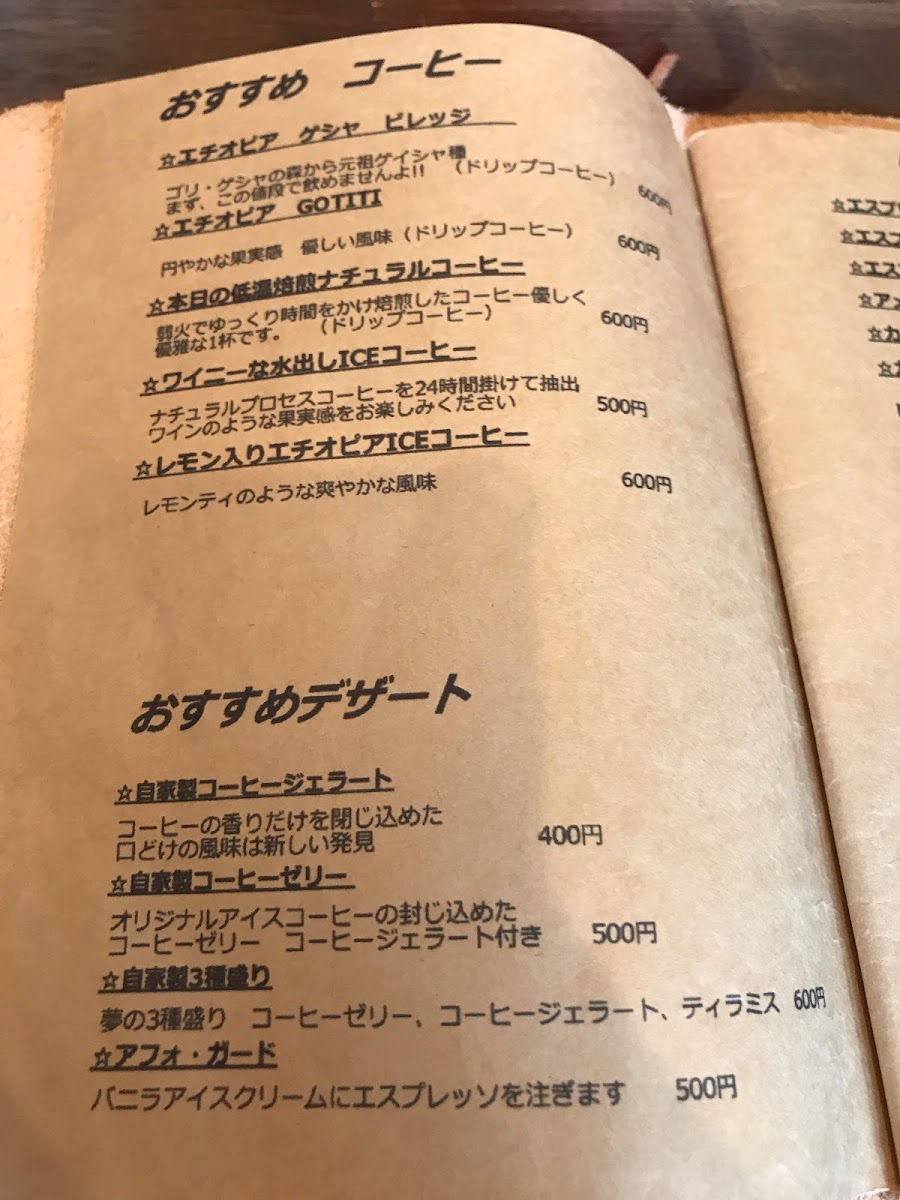 おすすめ　コーヒー
☆エチオピア　ゲシャ　ビレッジ
ゴリ・ゲシャの森から元祖ゲイシャ種
まず、この値段で飲めませんよ!!　（ドリップコーヒー）　600円
☆エチオピア　GOTITI
円やかな果実感　優しい風味（ドリップコーヒー）　600円
☆本日の低温焙煎ナチュラルコーヒー
弱火でゆっくり時間をかけ焙煎したコーヒー優しく
優雅な1杯です。　（ドリップコーヒー）　600円
☆ワイニーな水出しICEコーヒー
ナチュラルプロセスコーヒーを24時間掛けて抽出
ワインのような果実感をお楽しみください　500円
☆レモン入りエチオピアICEコーヒー
レモンティのような爽やかな風味　600円
おすすめデザート
☆自家製コーヒージェラート
コーヒーの香りだけを閉じ込めた
口どけの風味は新しい発見　400円
☆自家製コーヒーゼリー
オリジナルアイスコーヒーの封じ込めた
コーヒーゼリー　コーヒージェラート付き　500円
☆自家製3種盛り
夢の3種盛り　コーヒーゼリー、コーヒージェラート、ティラミス　600円
☆アフォ・ガード
バニラアイスクリームにエスプレッソを注ぎます　500円
☆エスプ
☆エスプ
☆エス
☆アメ
☆カ